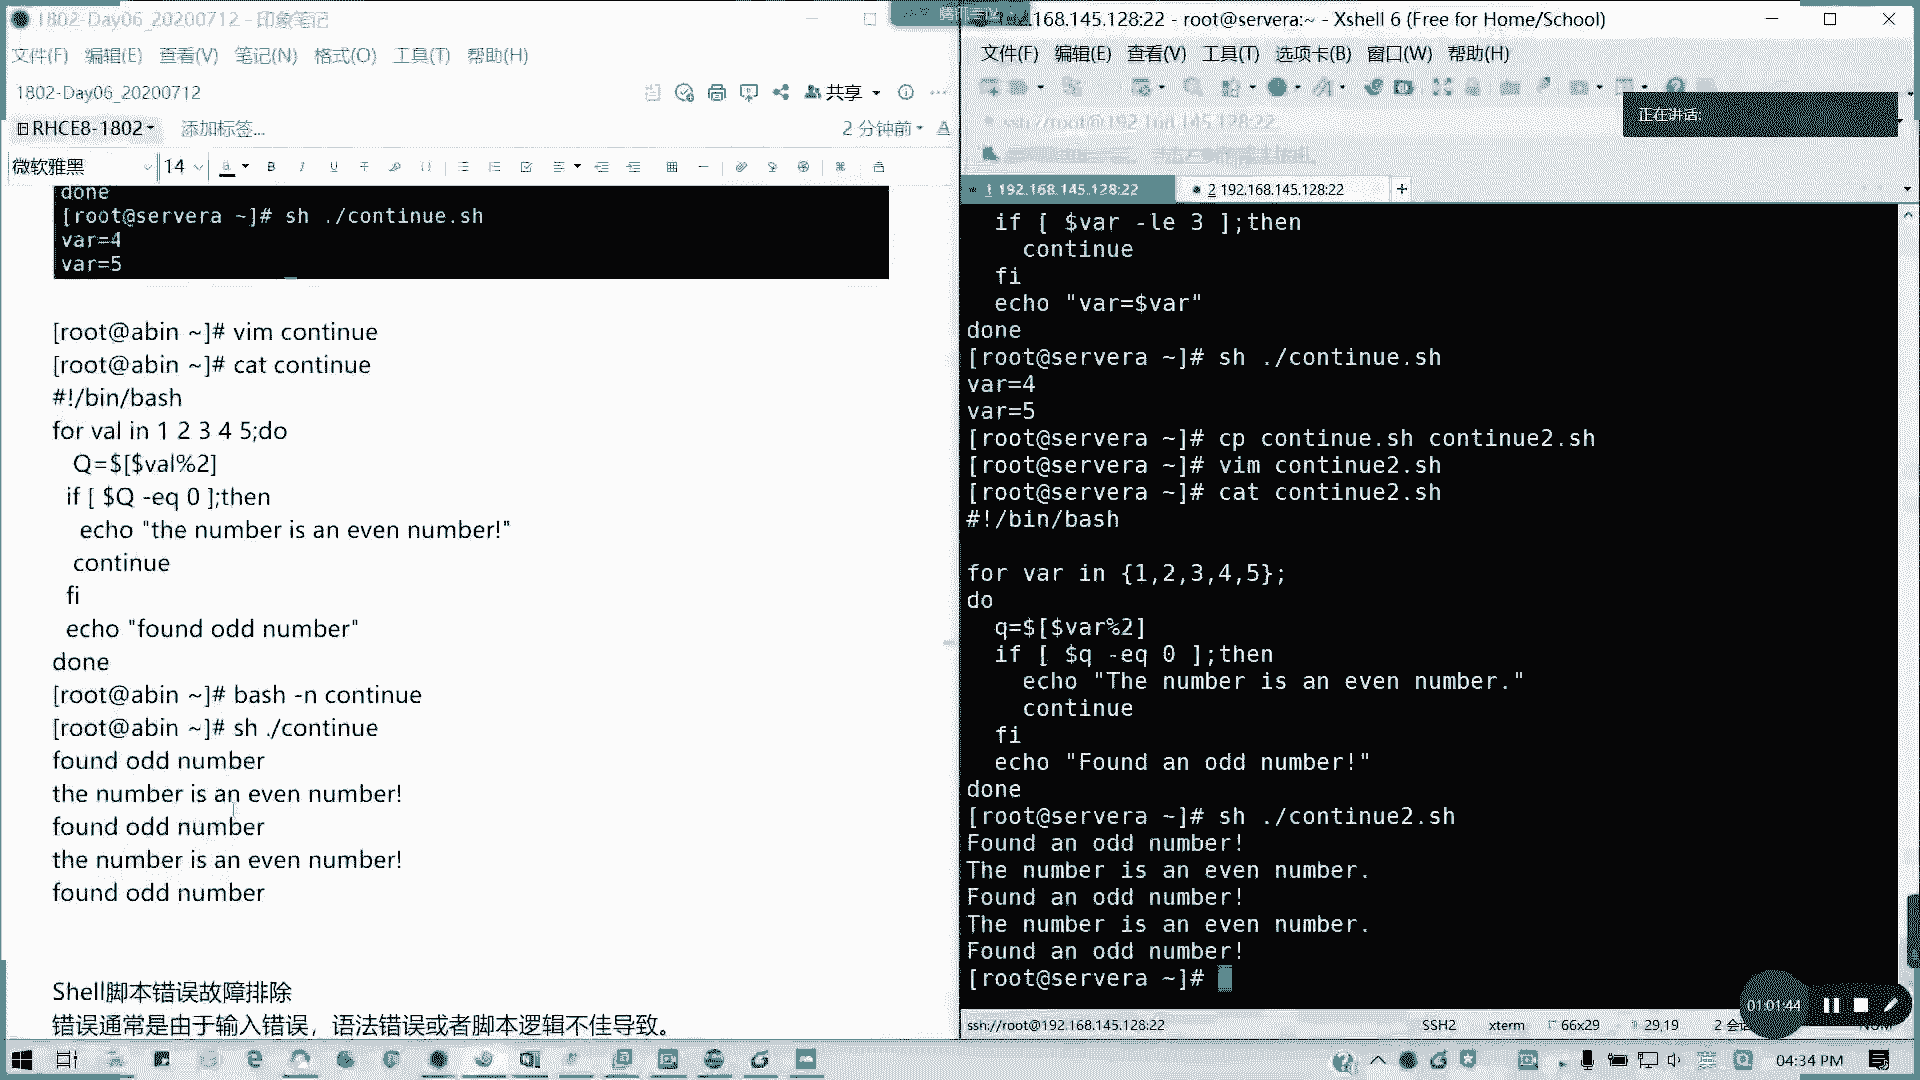 1802-Day06_20200712 - 印象笔记
文件(F) 编辑(E) 查看(V) 笔记(N) 格式(O) 工具(T) 帮助(H)
1802-Day06_20200712
共享
RHCE8-1802
添加标签...
2 分钟前
微软雅黑
14
done
[root@servera ~]# sh ./continue.sh
var=4
var=5
[root@abin ~]# vim continue
[root@abin ~]# cat continue
#!/bin/bash
for val in 1 2 3 4 5;do
Q=$[$val%2]
if [ $Q -eq 0 ];then
echo "the number is an even number!"
continue
fi
echo "found odd number"
done
[root@abin ~]# bash -n continue
[root@abin ~]# sh ./continue
found odd number
the number is an even number!
found odd number
the number is an even number!
found odd number
Shell脚本错误故障排除
错误通常是由于输入错误，语法错误或者脚本逻辑不佳导致。
192.168.145.128:22 - root@servera:~ - Xshell 6 (Free for Home/School)
文件(F) 编辑(E) 查看(V) 工具(T) 选项卡(B) 窗口(W) 帮助(H)
ssh://root@192.168.145.128:22
正在讲话:
1 192.168.145.128:22
2 192.168.145.128:22
if [ $var -le 3 ];then
continue
fi
echo "var=$var"
done
[root@servera ~]# sh ./continue.sh
var=4
var=5
[root@servera ~]# cp continue.sh continue2.sh
[root@servera ~]# vim continue2.sh
[root@servera ~]# cat continue2.sh
#!/bin/bash
for var in {1,2,3,4,5};
do
q=$[$var%2]
if [ $q -eq 0 ];then
echo "The number is an even number."
continue
fi
echo "Found an odd number!"
done
[root@servera ~]# sh ./continue2.sh
Found an odd number!
The number is an even number.
Found an odd number!
The number is an even number.
Found an odd number!
[root@servera ~]#
01:01:44
ssh://root@192.168.145.128:22
SSH2
xterm
66x29
29,19
2 会
NUM
04:34 PM